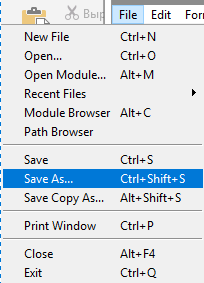 Выр
File Edit For
New File Ctrl+N
Open... Ctrl+O
Open Module... Alt+M
Recent Files
Module Browser Alt+C
Path Browser
Save Ctrl+S
Save As... Ctrl+Shift+S
Save Copy As... Alt+Shift+S
Print Window Ctrl+P
Close Alt+F4
Exit Ctrl+Q